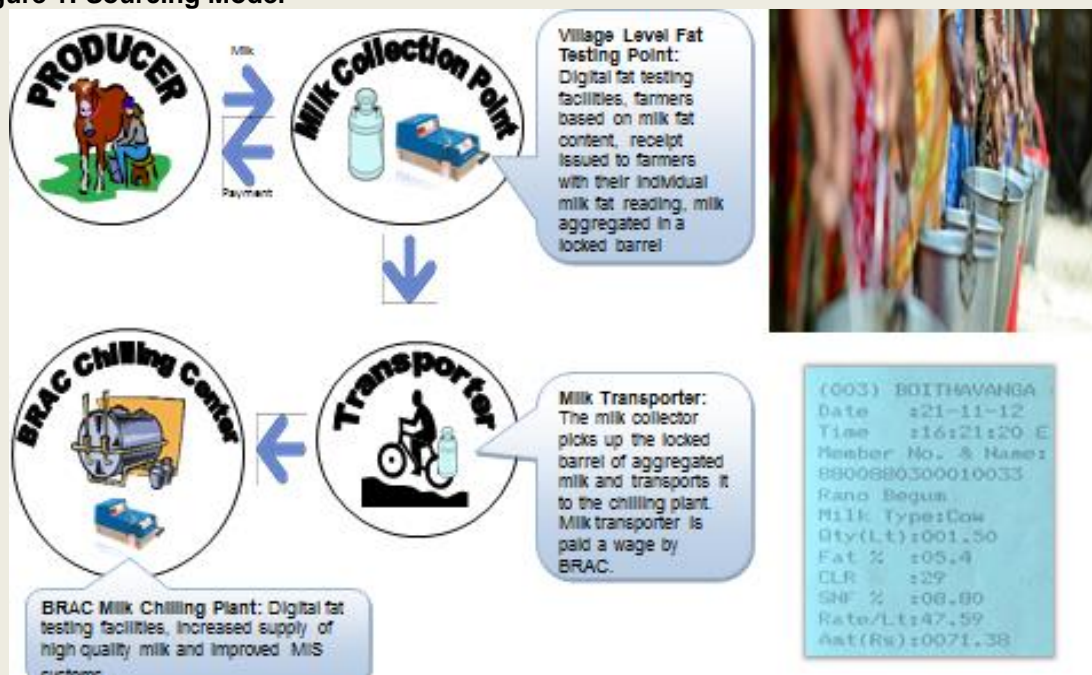 Figure 1: Sourcing Model
PRODUCER
Milk
Payment
Milk Collection Point
Village Level Fat
Testing Point:
Digital fat testing
facilities, farmers
based on milk fat
content, receipt
issued to farmers
with their individual
milk fat reading, milk
aggregated in a
locked barrel
BRAC Chilling Center
Transporter
Milk Transporter:
The milk collector
picks up the locked
barrel of aggregated
milk and transports it
to the chilling plant.
Milk transporter is
paid a wage by
BRAC.
BRAC Milk Chilling Plant: Digital fat
testing facilities, increased supply of
high quality milk and improved MIS
systems
(003) BOITHAVANGA
Date :21-11-12
Time :16:21:20 E
Member No. & Name:
8800880300010033
Rano Begum
Milk Type:Cow
Qty(Lt):001.50
Fat % :05.4
CLR :29
SNF % :08.80
Rate/Lt:47.59
Amt(Rs):0071.38